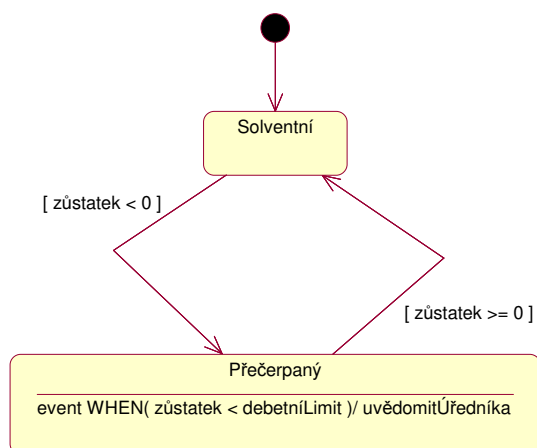 Solventní
[ zůstatek < 0 ]
[ zůstatek >= 0 ]
Přečerpaný
event WHEN( zůstatek < debetníLimit )/ uvědomitÚředníka